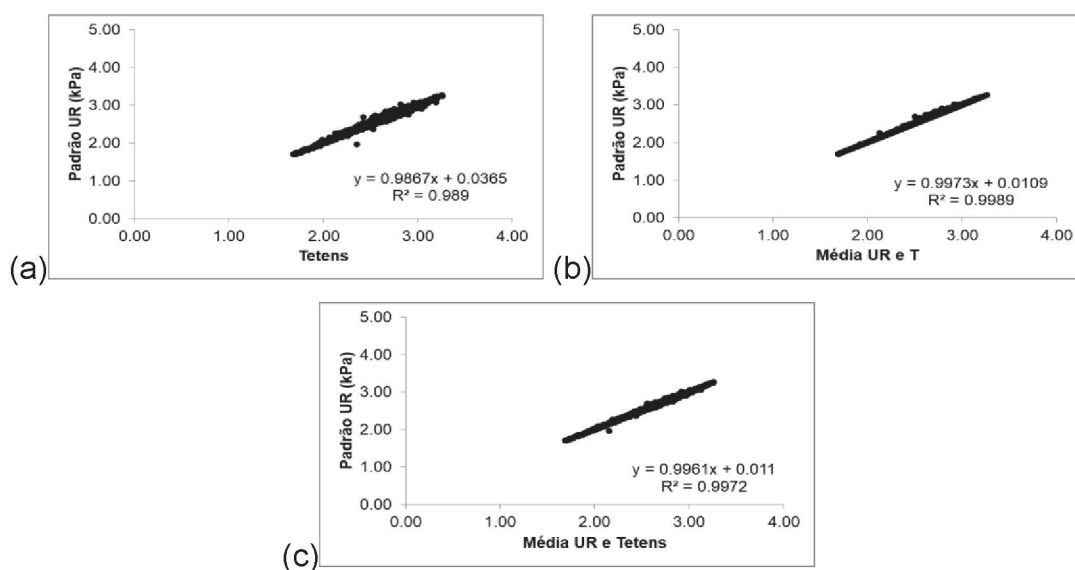 5.00
4.00
3.00
2.00
1.00
0.00
Padrão UR (kPa)
y = 0.9867x + 0.0365
R² = 0.989
0.00 1.00 2.00 3.00 4.00
Tetens
(a)
5.00
4.00
3.00
2.00
1.00
0.00
Padrão UR (kPa)
y = 0.9973x + 0.0109
R² = 0.9989
0.00 1.00 2.00 3.00 4.00
Média UR e T
(b)
5.00
4.00
3.00
2.00
1.00
0.00
Padrão UR (kPa)
y = 0.9961x + 0.011
R² = 0.9972
0.00 1.00 2.00 3.00 4.00
Média UR e Tetens
(c)